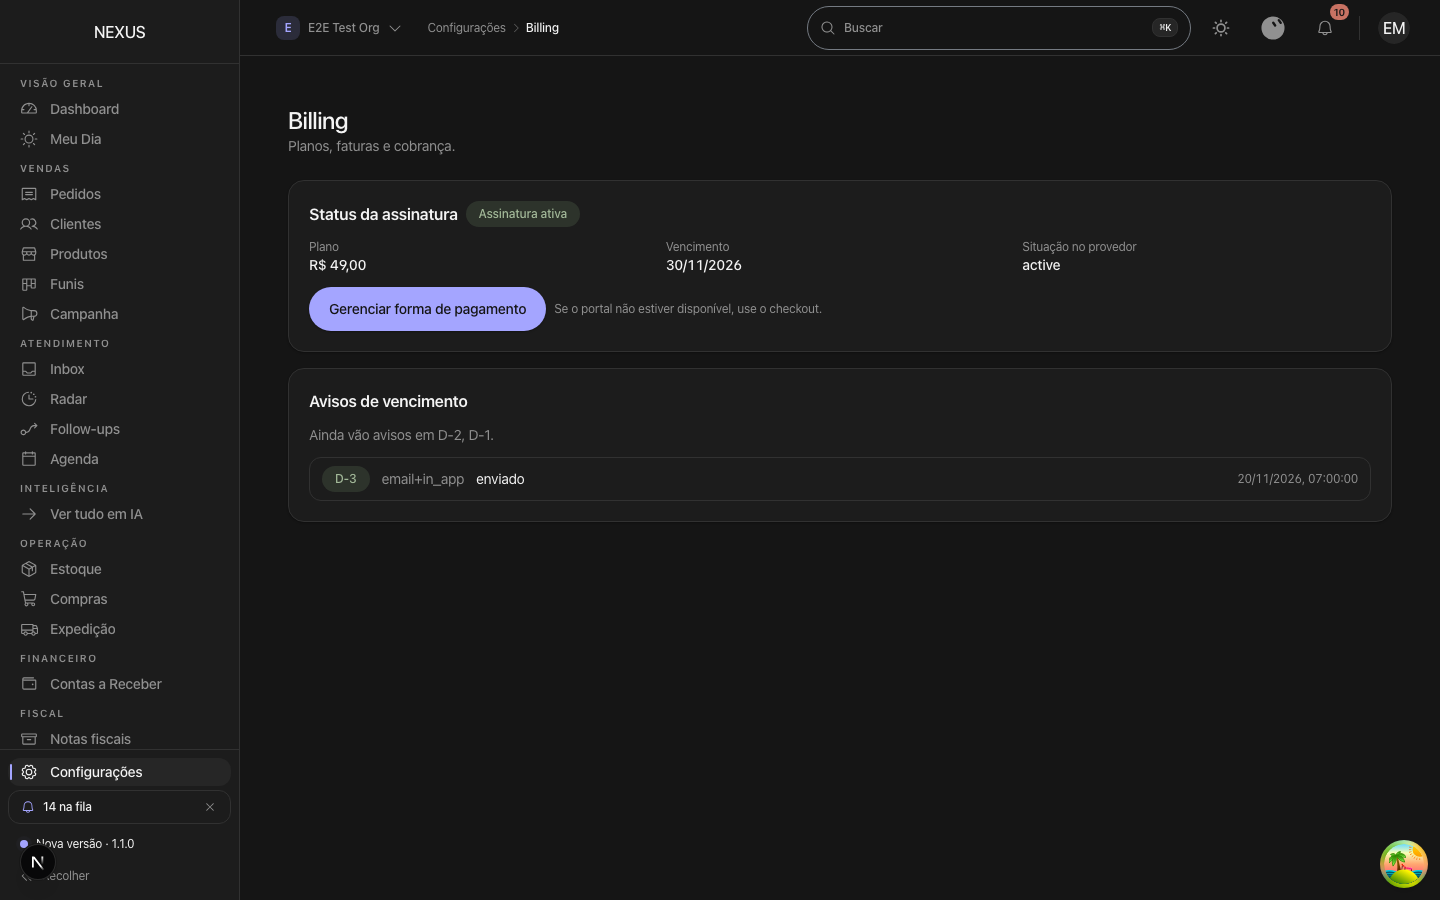 NEXUS
E
E2E Test Org
Configurações
Billing
Buscar
⌘K
10
EM
VISÃO GERAL
Dashboard
Meu Dia
VENDAS
Pedidos
Clientes
Produtos
Funis
Campanha
ATENDIMENTO
Inbox
Radar
Follow-ups
Agenda
INTELIGÊNCIA
Ver tudo em IA
OPERAÇÃO
Estoque
Compras
Expedição
FINANCEIRO
Contas a Receber
FISCAL
Notas fiscais
Configurações
14 na fila
Nova versão · 1.1.0
N
Recolher
Billing
Planos, faturas e cobrança.
Status da assinatura
Assinatura ativa
Plano
R$ 49,00
Vencimento
30/11/2026
Situação no provedor
active
Gerenciar forma de pagamento
Se o portal não estiver disponível, use o checkout.
Avisos de vencimento
Ainda vão avisos em D-2, D-1.
D-3
email+in_app
enviado
20/11/2026, 07:00:00